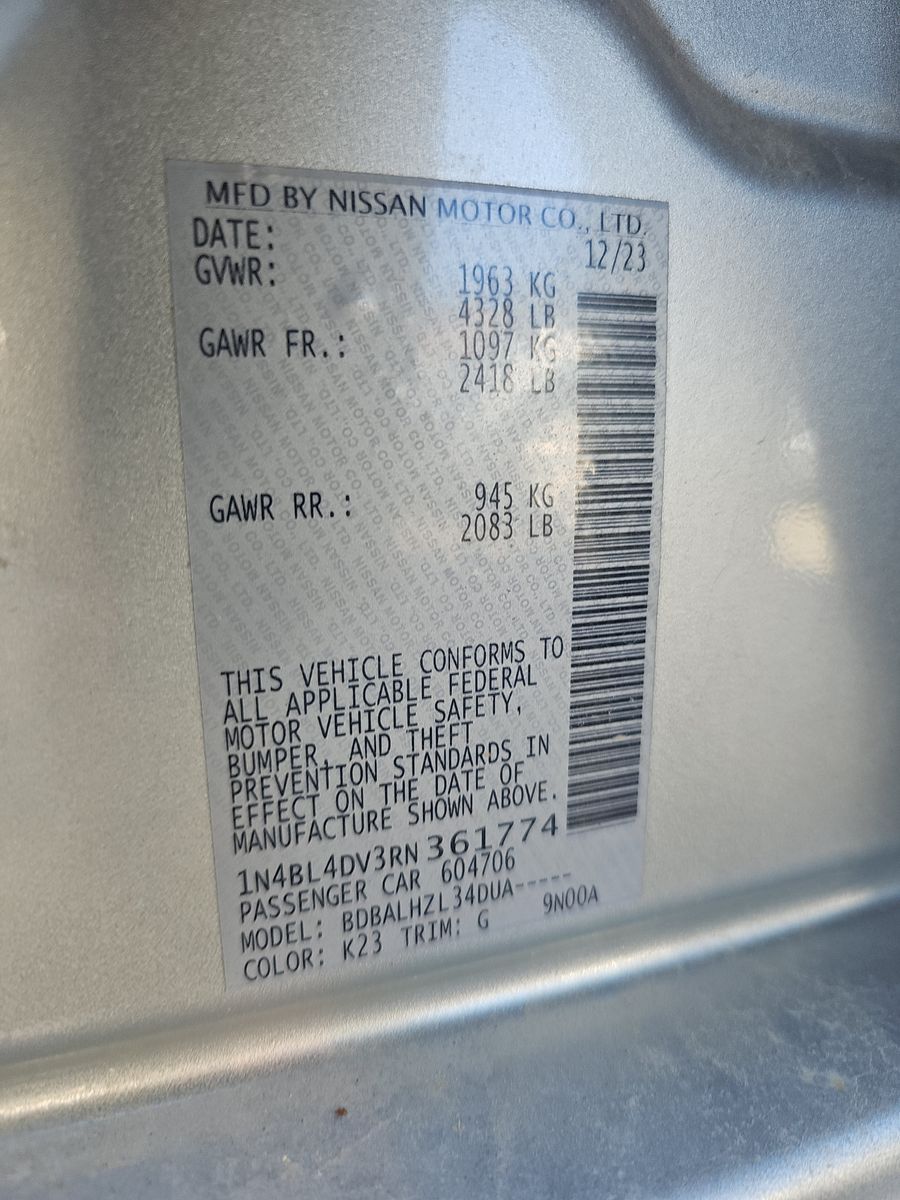 MFD BY NISSAN MOTOR CO., LTD.
DATE: 12/23
GVWR: 1963 KG
4328 LB
GAWR FR.: 1097 KG
2418 LB
GAWR RR.: 945 KG
2083 LB
THIS VEHICLE CONFORMS TO
ALL APPLICABLE FEDERAL
MOTOR VEHICLE SAFETY,
BUMPER, AND THEFT
PREVENTION STANDARDS IN
EFFECT ON THE DATE OF
MANUFACTURE SHOWN ABOVE.
1N4BL4DV3RN 361774
PASSENGER CAR 604706
MODEL: BDBALHZL34DUA-----
COLOR: K23 TRIM: G 9N00A